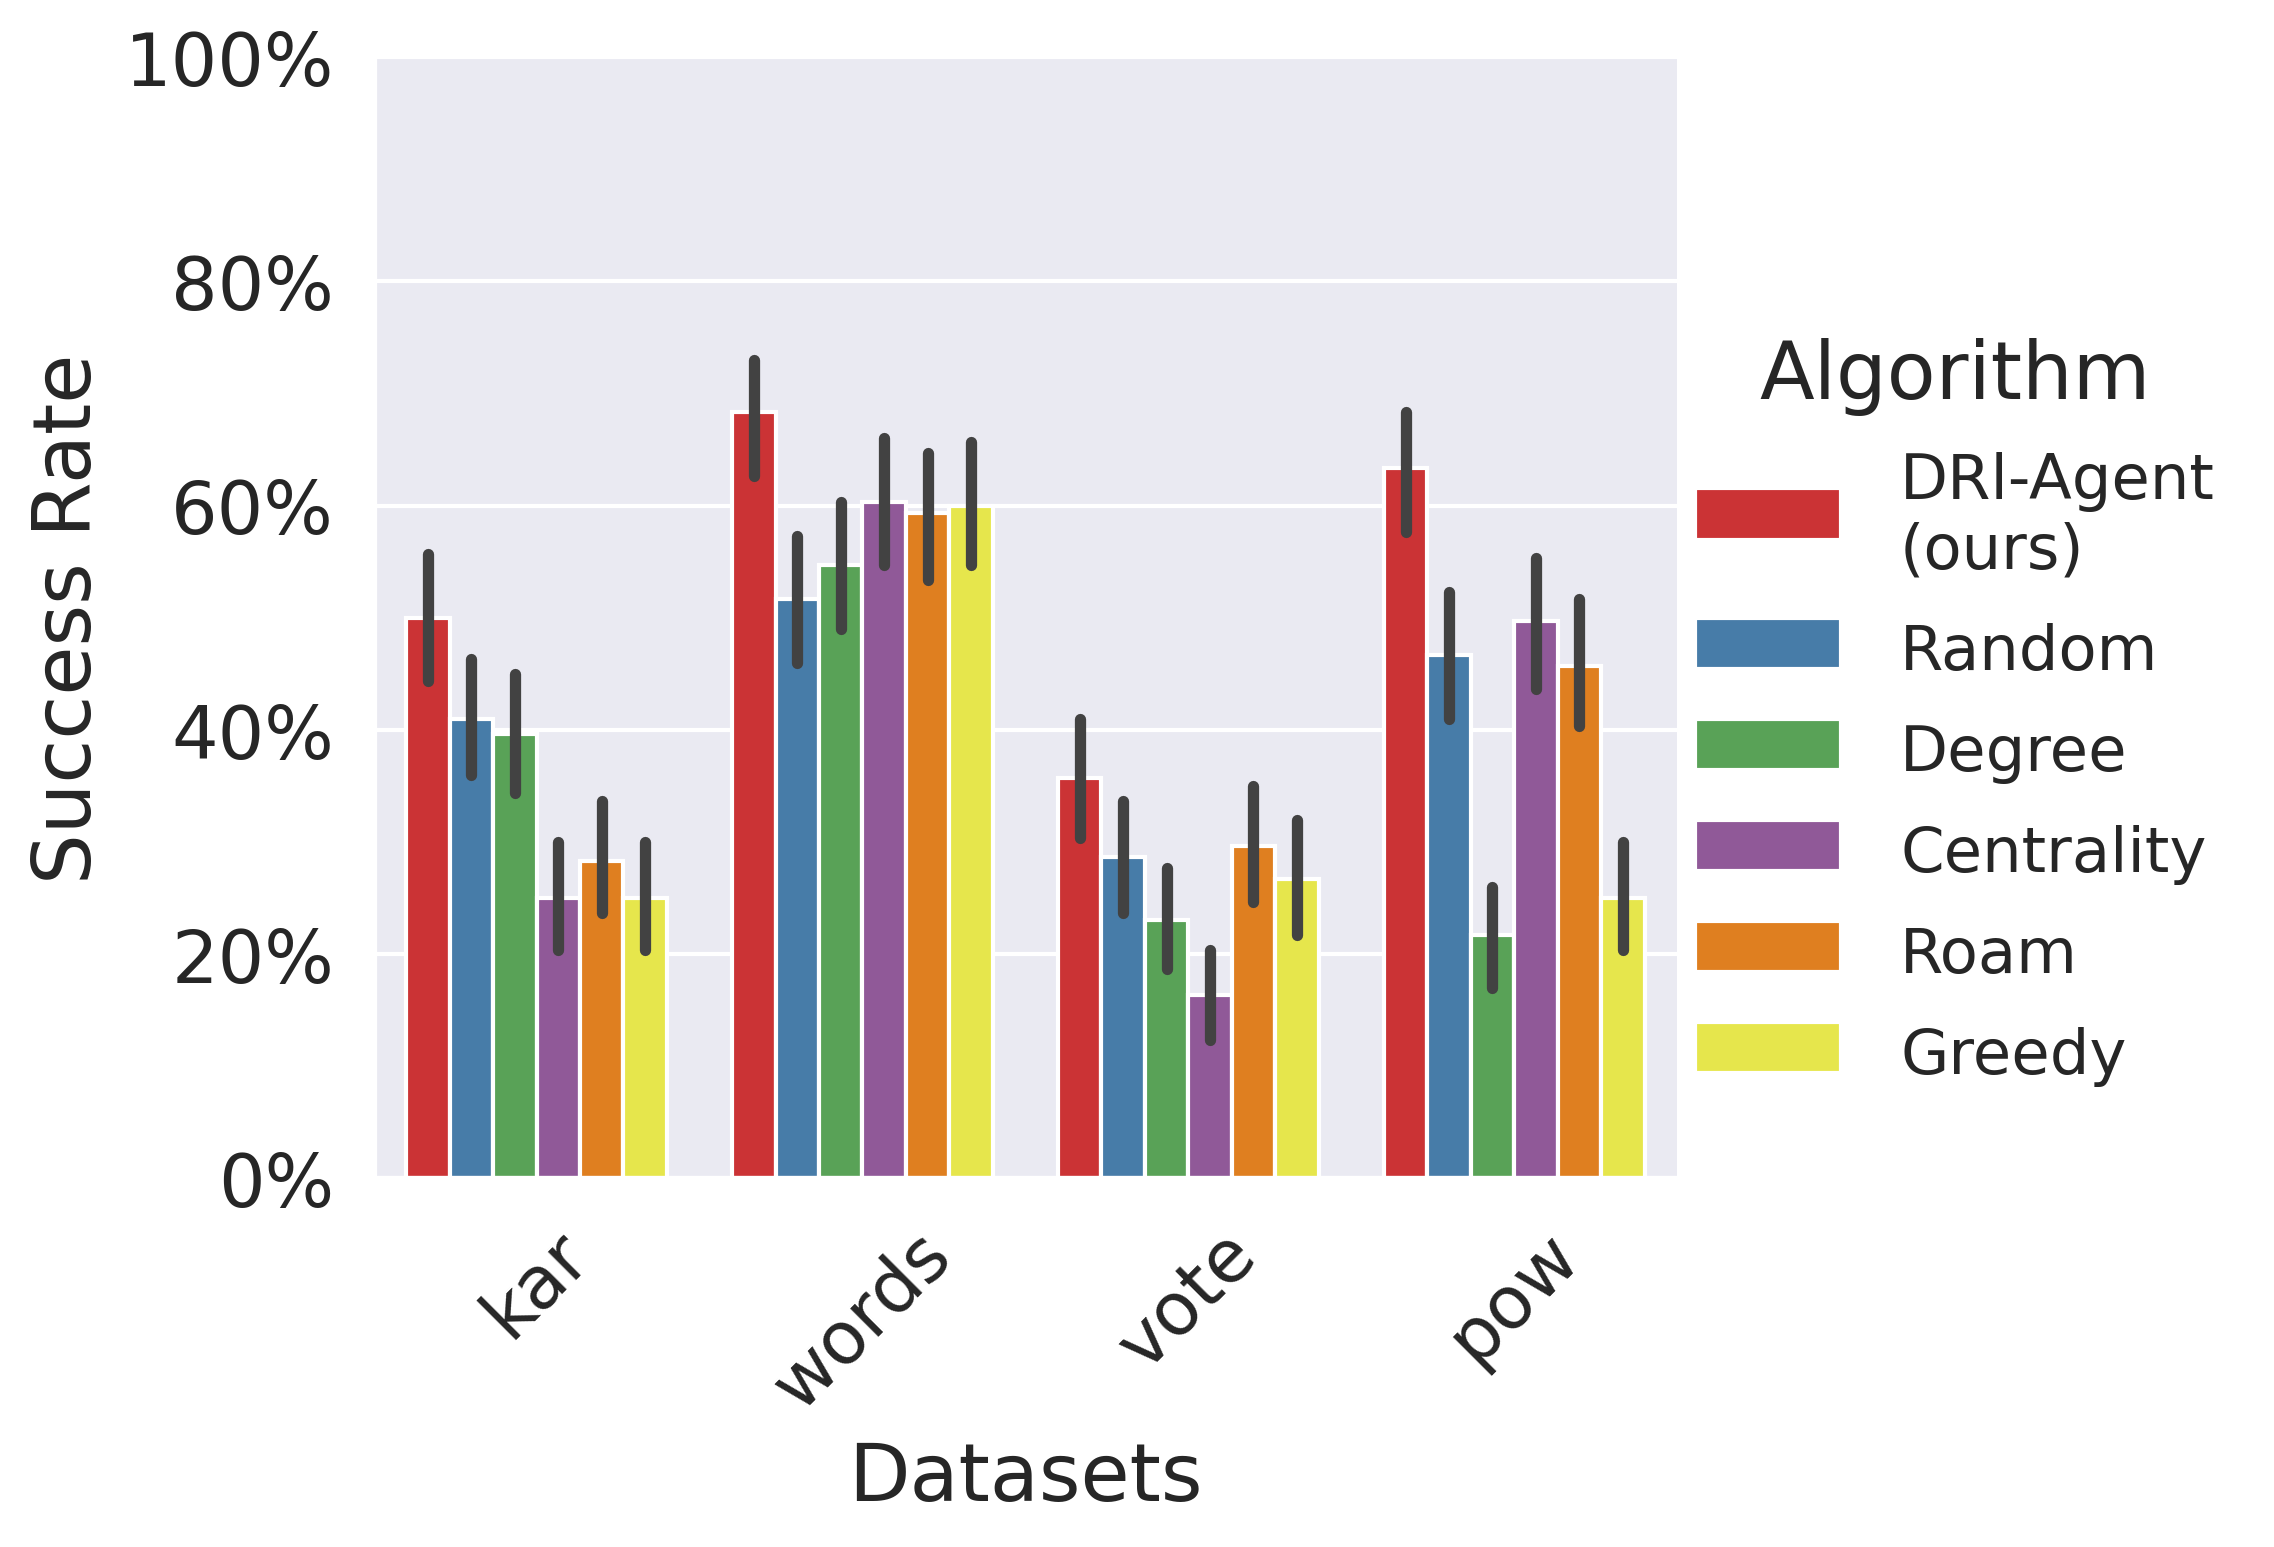 100%
80%
60%
40%
20%
0%
Success Rate
kar
words
vote
pow
Datasets
Algorithm
DRl-Agent
(ours)
Random
Degree
Centrality
Roam
Greedy